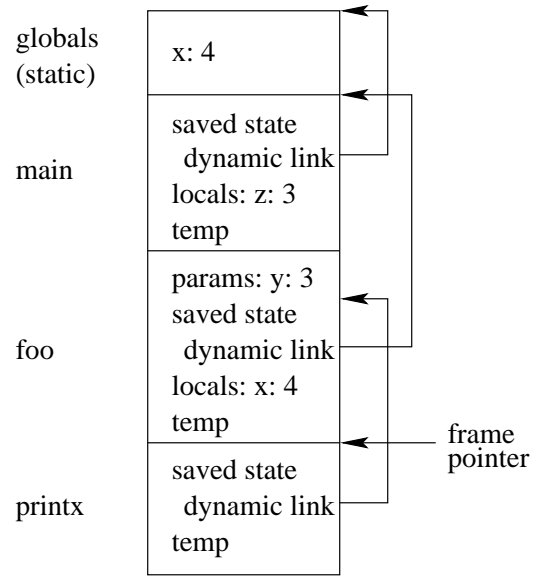 globals
(static)
x: 4
main
saved state
dynamic link
locals: z: 3
temp
foo
params: y: 3
saved state
dynamic link
locals: x: 4
temp
frame
pointer
printx
saved state
dynamic link
temp